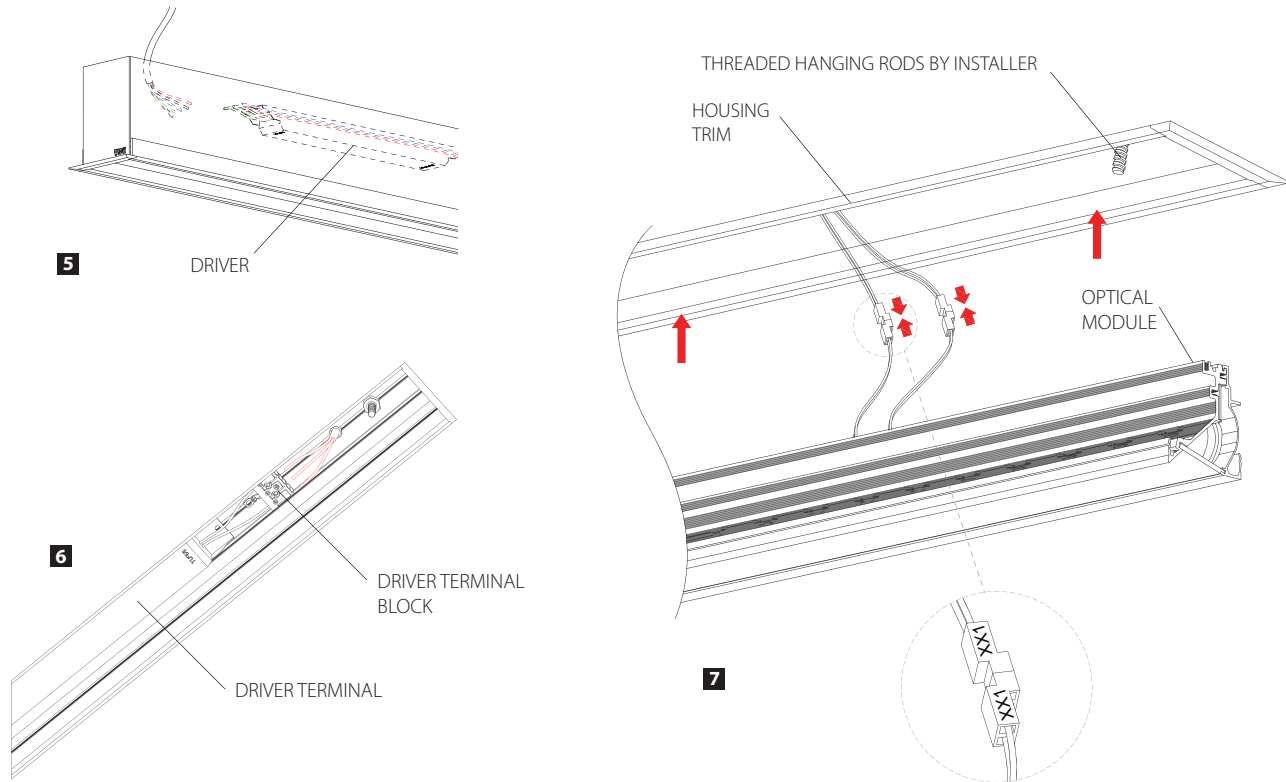 5
DRIVER
6
DRIVER TERMINAL
BLOCK
DRIVER TERMINAL
THREADED HANGING RODS BY INSTALLER
HOUSING
TRIM
OPTICAL
MODULE
7
XX1
XX1